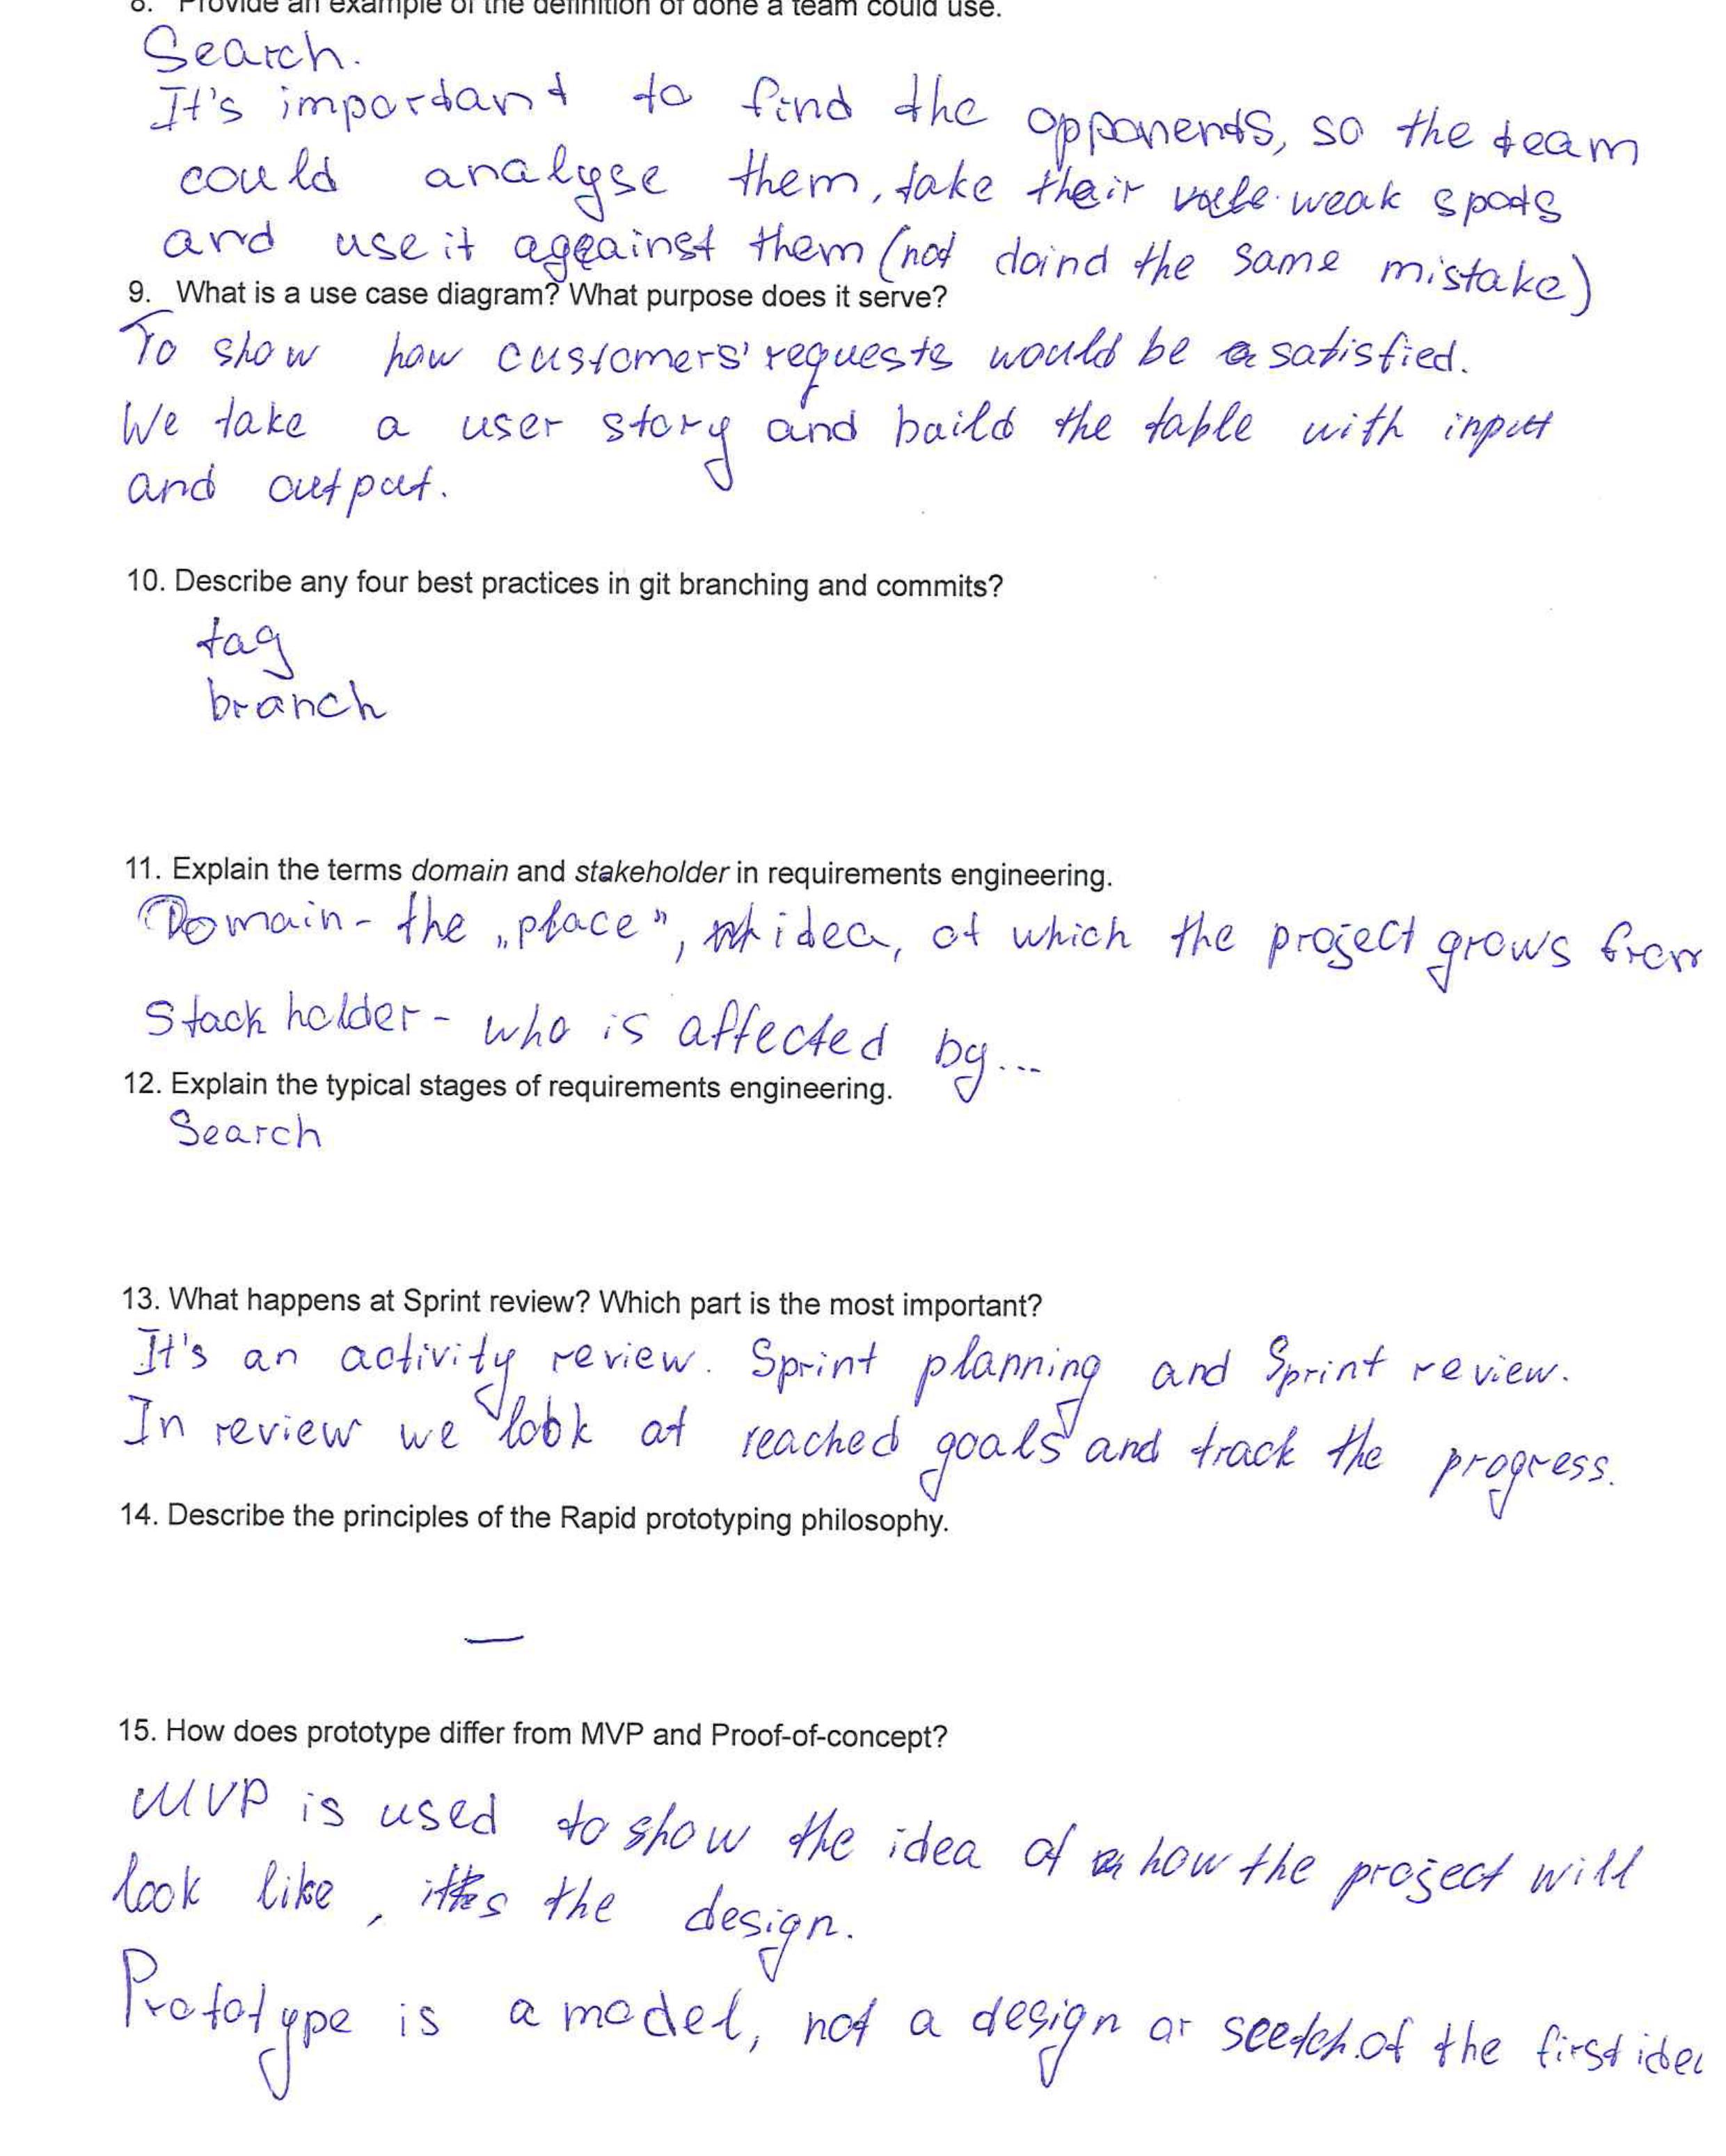 8. Provide an example of the definition of done a team could use.
Search.
It's importdant to find the opponents, so the team
could analyse them, take their weak spots
and use it ageainst them (not doind the same mistake)
9. What is a use case diagram? What purpose does it serve?
To show how customers' requests would be satisfied.
We take a user story and baild the table with input
and output.
10. Describe any four best practices in git branching and commits?
tag
branch
11. Explain the terms domain and stakeholder in requirements engineering.
Domain - the „place", idea, of which the project grows from
Stack holder - who is affected by...
12. Explain the typical stages of requirements engineering.
Search
13. What happens at Sprint review? Which part is the most important?
It's an activity review. Sprint planning and Sprint review.
In review we look at reached goals and track the progress.
14. Describe the principles of the Rapid prototyping philosophy.
—
15. How does prototype differ from MVP and Proof-of-concept?
MVP is used to show the idea of how the project will
look like, it's the design.
Prototype is a model, not a design or scetch of the first idea